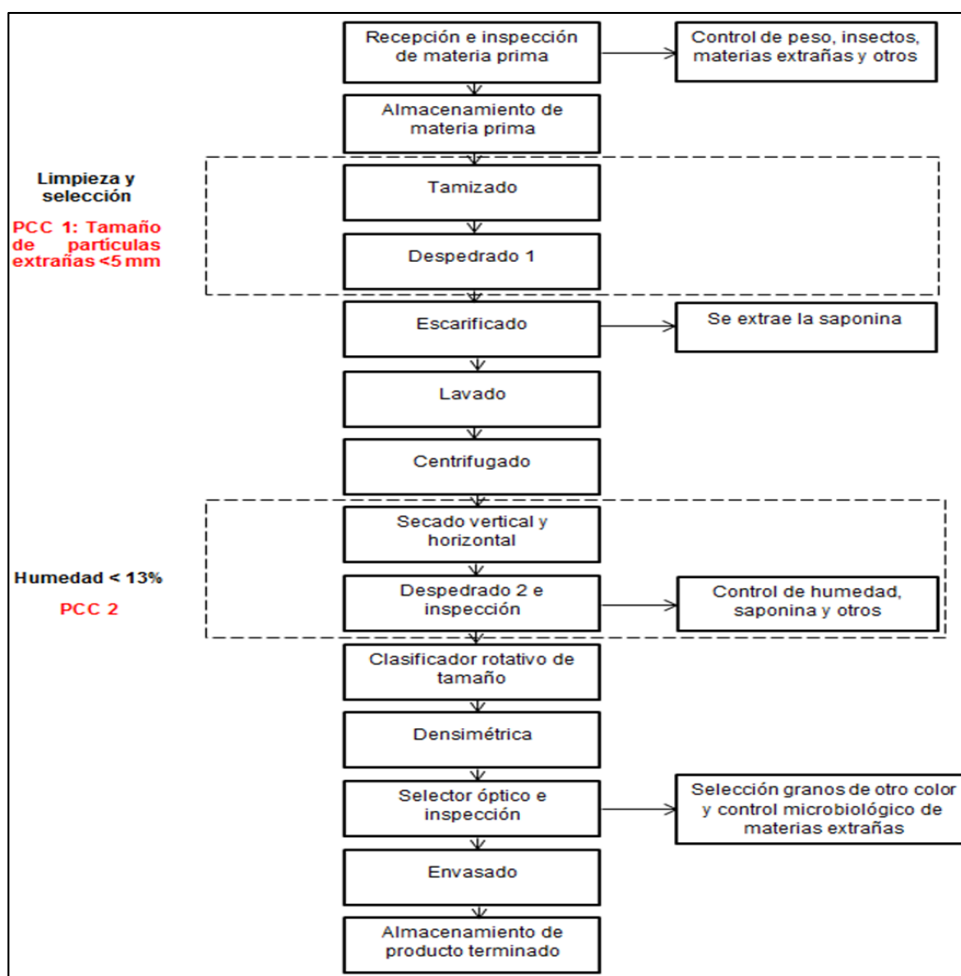 Recepción e inspección
de materia prima
Control de peso, insectos,
materias extrañas y otros
Almacenamiento de
materia prima
Limpieza y
selección
PCC 1: Tamaño
de partículas
extrañas <5 mm
Tamizado
Despedrado 1
Escarificado
Se extrae la saponina
Lavado
Centrifugado
Humedad < 13%
PCC 2
Secado vertical y
horizontal
Despedrado 2 e
inspección
Control de humedad,
saponina y otros
Clasificador rotativo de
tamaño
Densimétrica
Selector óptico e
inspección
Selección granos de otro color
y control microbiológico de
materias extrañas
Envasado
Almacenamiento de
producto terminado